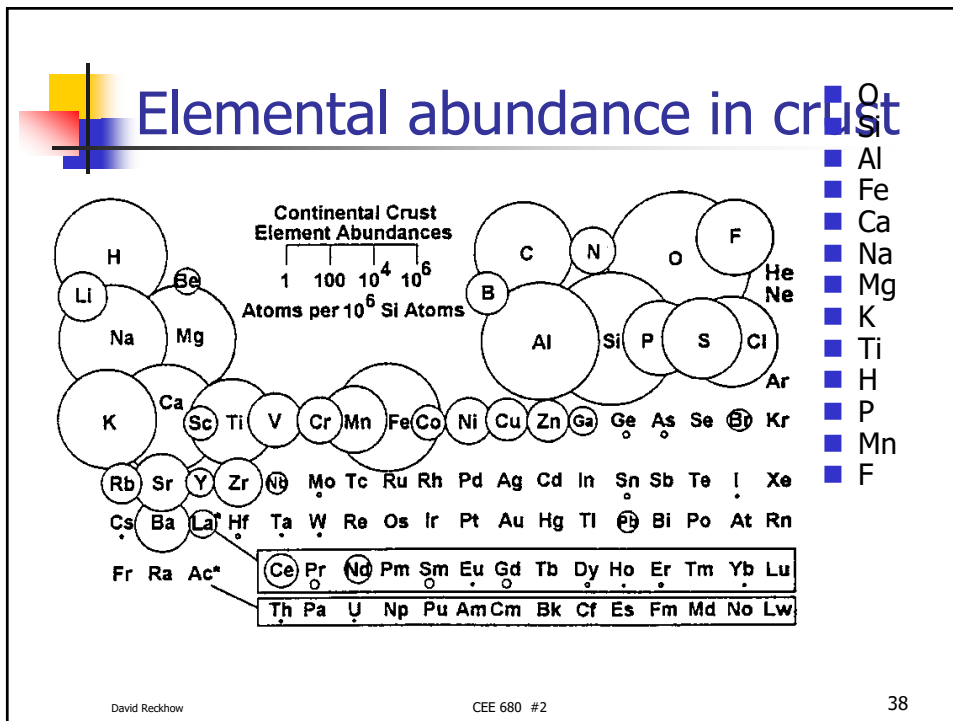 Elemental abundance in crust
O
Si
Al
Fe
Ca
Na
Mg
K
Ti
H
P
Mn
F
Continental Crust
Element Abundances
1 100 10^4 10^6
Atoms per 10^6 Si Atoms
H C N O F He
Li Be B Ne
Na Mg Al Si P S Cl
Ar
K Ca Sc Ti V Cr Mn Fe Co Ni Cu Zn Ga Ge As Se Br Kr
Rb Sr Y Zr Nb Mo Tc Ru Rh Pd Ag Cd In Sn Sb Te I Xe
Cs Ba La* Hf Ta W Re Os Ir Pt Au Hg Tl Pb Bi Po At Rn
Fr Ra Ac* Ce Pr Nd Pm Sm Eu Gd Tb Dy Ho Er Tm Yb Lu
Th Pa U Np Pu Am Cm Bk Cf Es Fm Md No Lw
David Reckhow CEE 680 #2 38